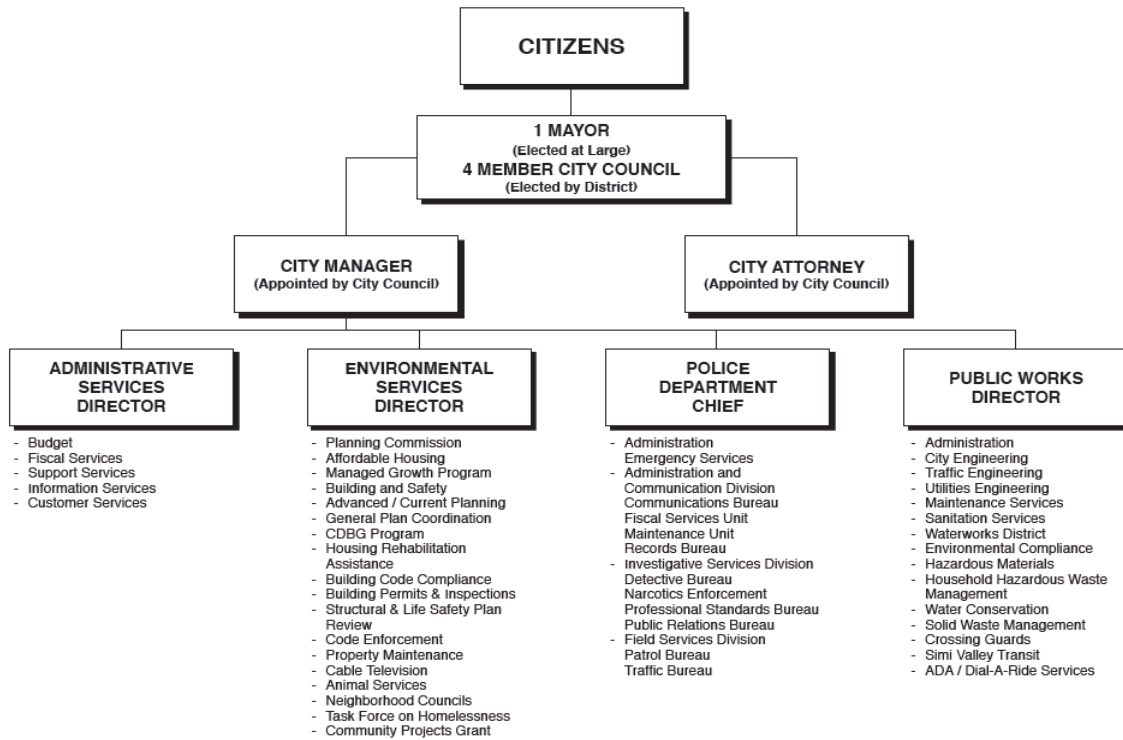 CITIZENS
1 MAYOR
(Elected at Large)
4 MEMBER CITY COUNCIL
(Elected by District)
CITY MANAGER
(Appointed by City Council)
CITY ATTORNEY
(Appointed by City Council)
ADMINISTRATIVE
SERVICES
DIRECTOR
- Budget
- Fiscal Services
- Support Services
- Information Services
- Customer Services
ENVIRONMENTAL
SERVICES
DIRECTOR
- Planning Commission
- Affordable Housing
- Managed Growth Program
- Building and Safety
- Advanced / Current Planning
- General Plan Coordination
- CDBG Program
- Housing Rehabilitation
Assistance
- Building Code Compliance
- Building Permits & Inspections
- Structural & Life Safety Plan
Review
- Code Enforcement
- Property Maintenance
- Cable Television
- Animal Services
- Neighborhood Councils
- Task Force on Homelessness
- Community Projects Grant
POLICE
DEPARTMENT
CHIEF
- Administration
Emergency Services
- Administration and
Communication Division
Communications Bureau
Fiscal Services Unit
Maintenance Unit
Records Bureau
- Investigative Services Division
Detective Bureau
Narcotics Enforcement
Professional Standards Bureau
Public Relations Bureau
- Field Services Division
Patrol Bureau
Traffic Bureau
PUBLIC WORKS
DIRECTOR
- Administration
- City Engineering
- Traffic Engineering
- Utilities Engineering
- Maintenance Services
- Sanitation Services
- Waterworks District
- Environmental Compliance
- Hazardous Materials
- Household Hazardous Waste
Management
- Water Conservation
- Solid Waste Management
- Crossing Guards
- Simi Valley Transit
- ADA / Dial-A-Ride Services